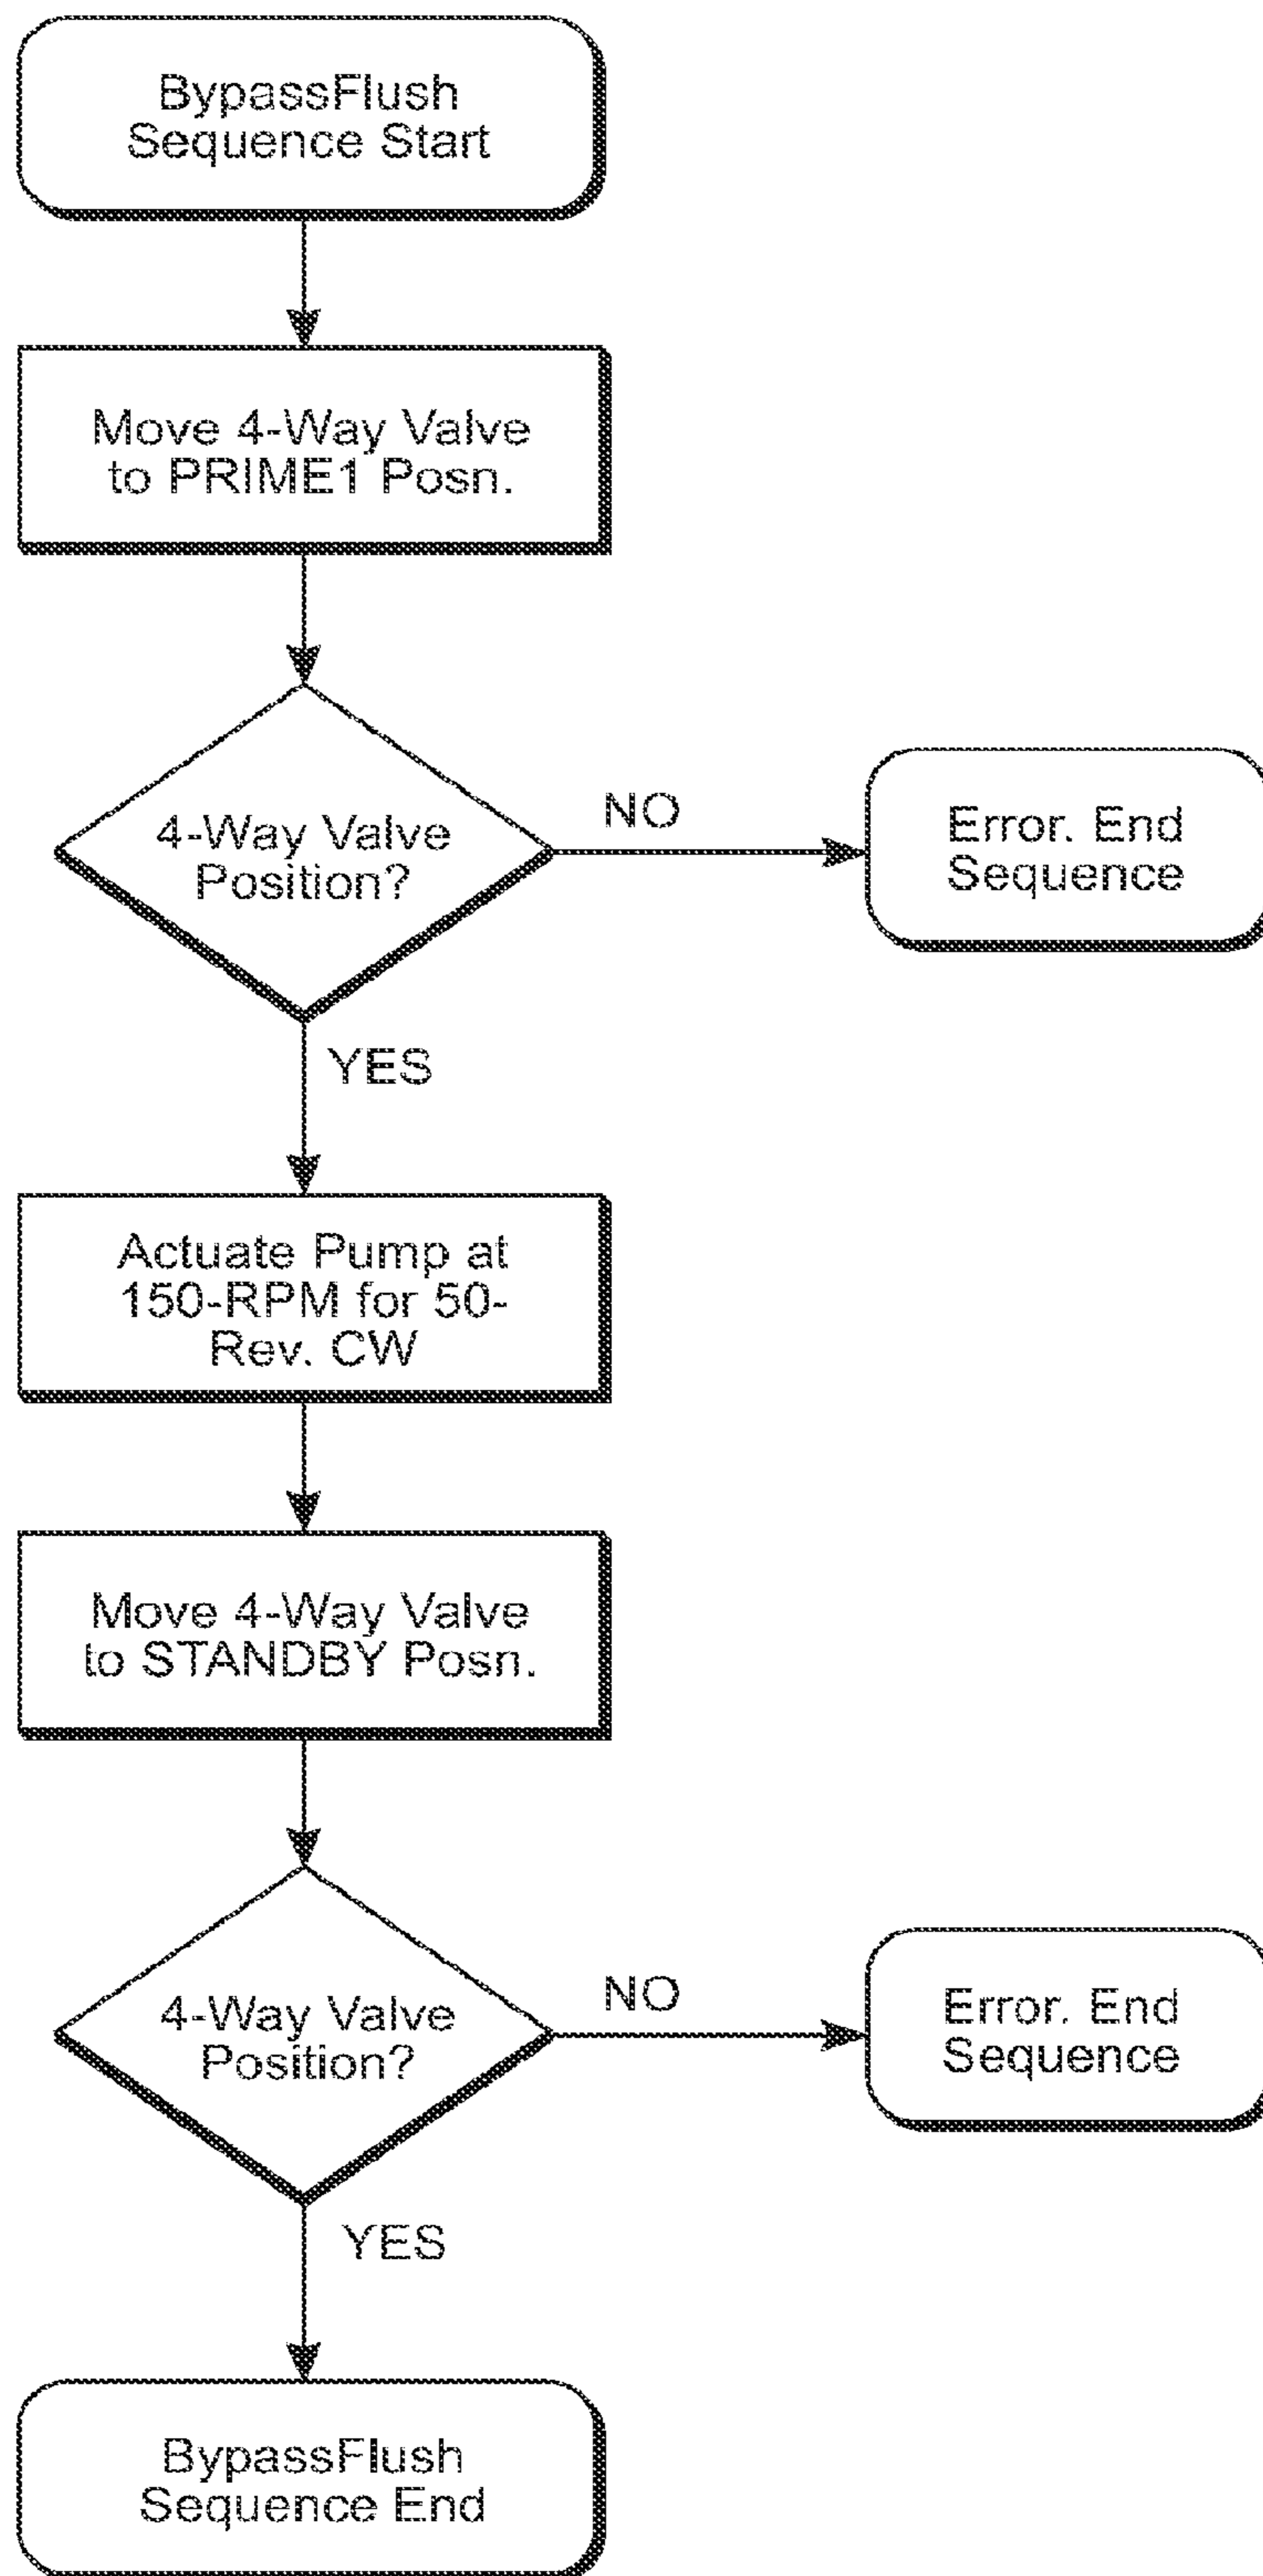 BypassFlush
Sequence Start
Move 4-Way Valve
to PRIME1 Posn.
4-Way Valve
Position?
NO
Error. End
Sequence
YES
Actuate Pump at
150-RPM for 50-
Rev. CW
Move 4-Way Valve
to STANDBY Posn.
4-Way Valve
Position?
NO
Error. End
Sequence
YES
BypassFlush
Sequence End